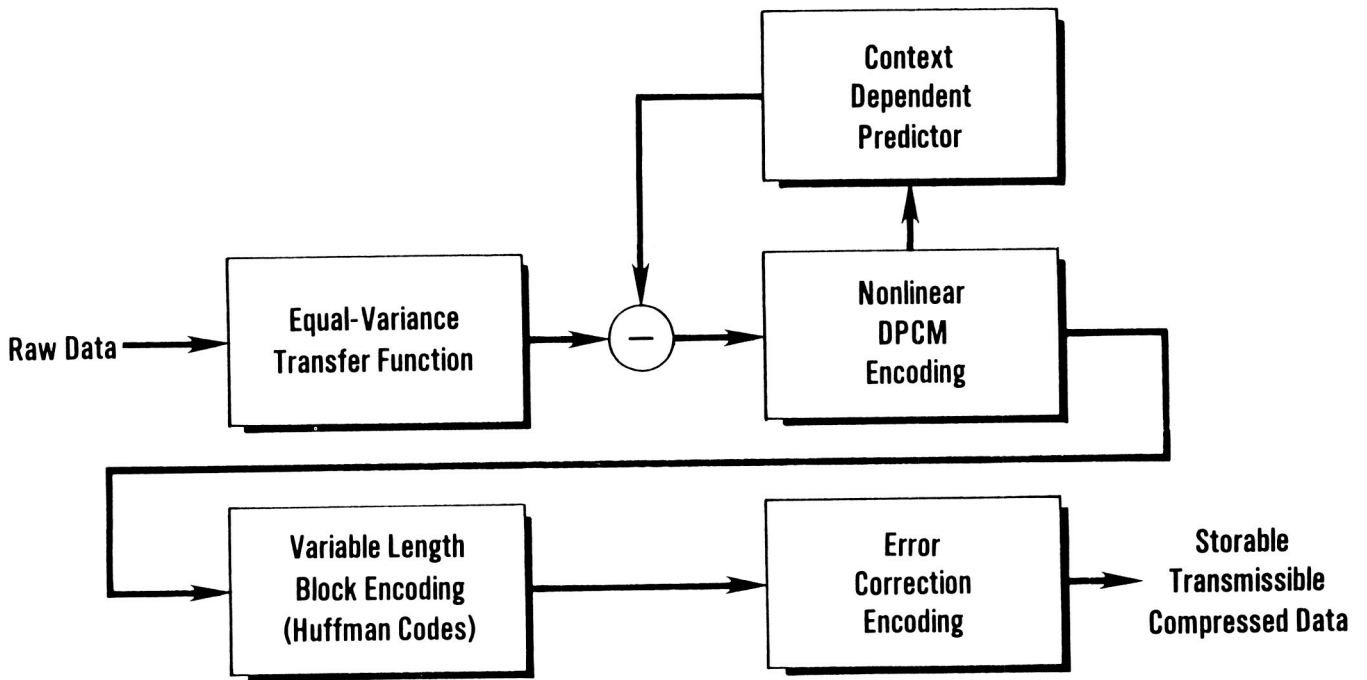 Context
Dependent
Predictor
Raw Data
Equal-Variance
Transfer Function
−
Nonlinear
DPCM
Encoding
Variable Length
Block Encoding
(Huffman Codes)
Error
Correction
Encoding
Storable
Transmissible
Compressed Data